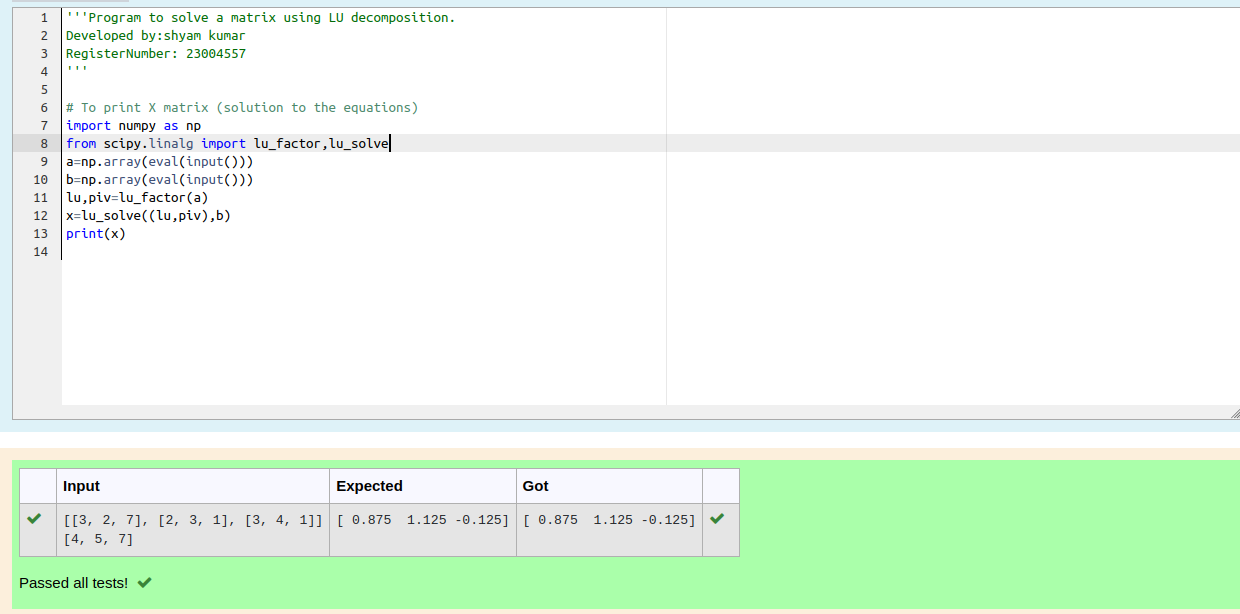 1 '''Program to solve a matrix using LU decomposition.
2 Developed by:shyam kumar
3 RegisterNumber: 23004557
4 '''
5
6 # To print X matrix (solution to the equations)
7 import numpy as np
8 from scipy.linalg import lu_factor,lu_solve
9 a=np.array(eval(input()))
10 b=np.array(eval(input()))
11 lu,piv=lu_factor(a)
12 x=lu_solve((lu,piv),b)
13 print(x)
14
Input Expected Got
[[3, 2, 7], [2, 3, 1], [3, 4, 1]] [ 0.875  1.125 -0.125] [ 0.875  1.125 -0.125]
[4, 5, 7]
Passed all tests!